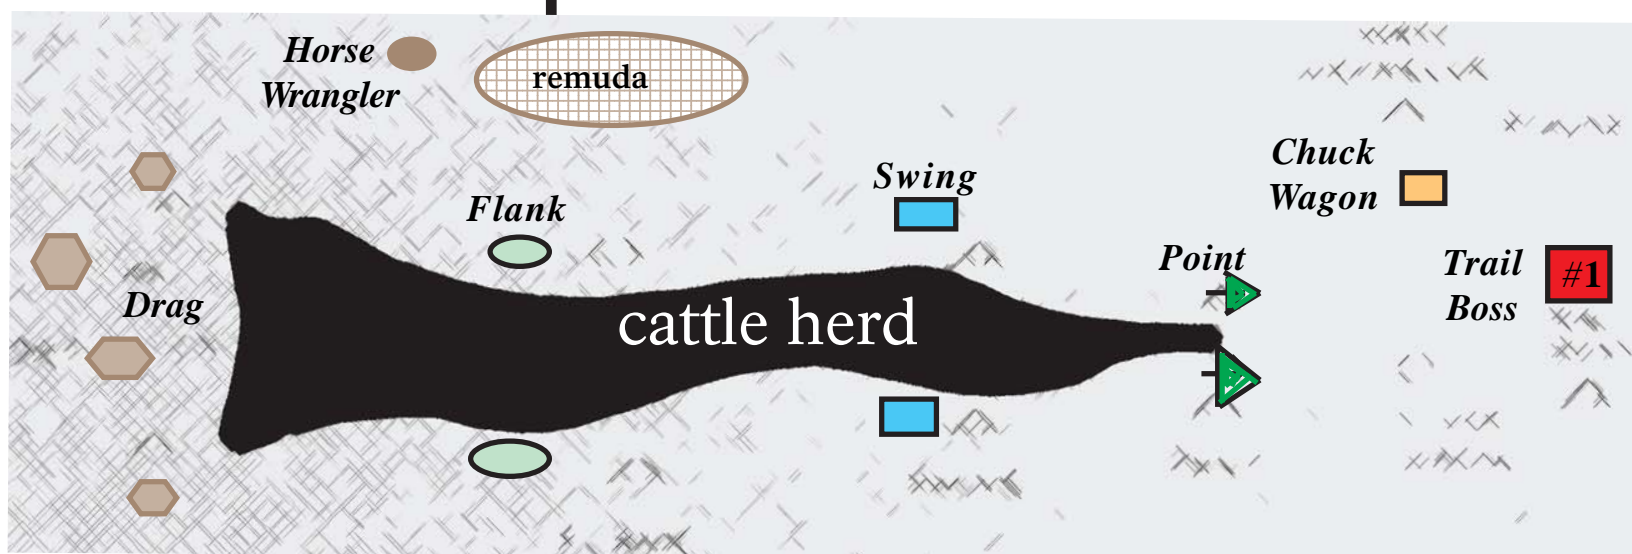 Horse
Wrangler
remuda
Chuck
Wagon
Swing
Flank
Point
Trail
Boss
#1
Drag
cattle herd